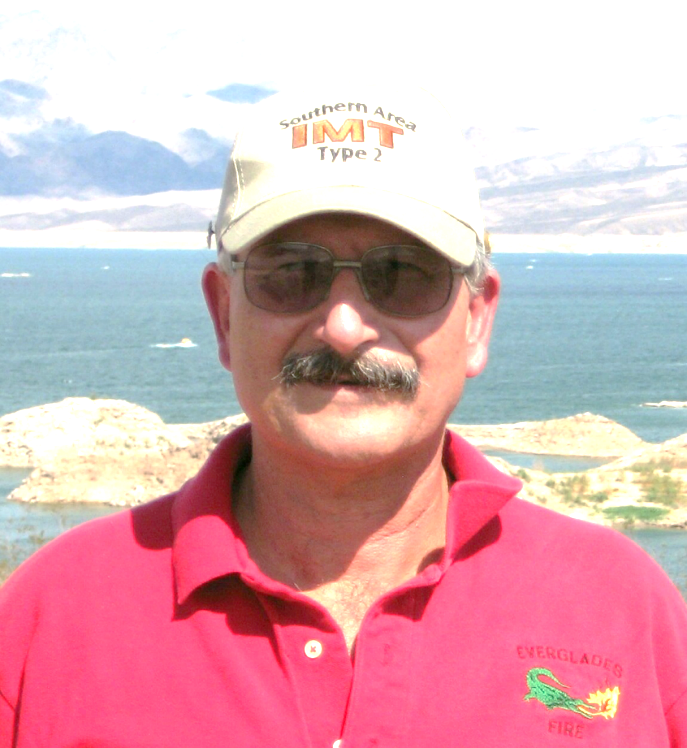 Southern Area
IMT
Type 2
EVERGLADES
FIRE